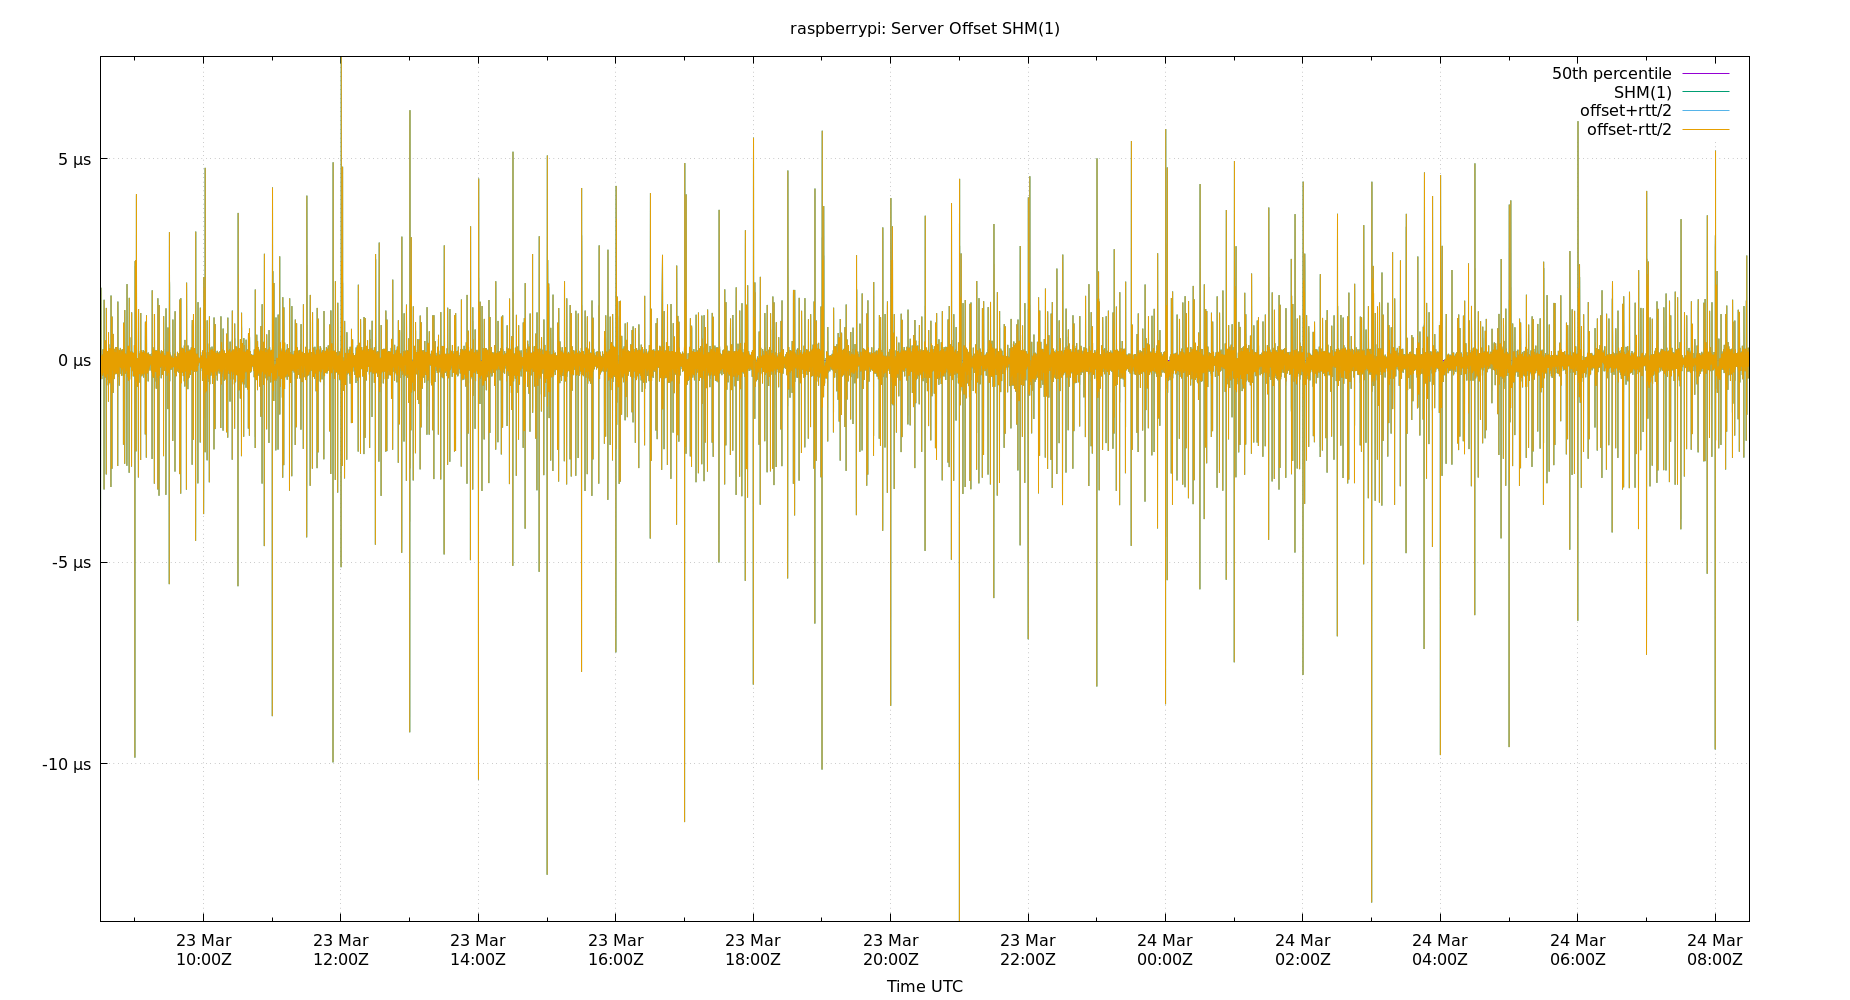 raspberrypi: Server Offset SHM(1)
50th percentile
SHM(1)
offset+rtt/2
offset-rtt/2
5 µs
0 µs
-5 µs
-10 µs
23 Mar 23 Mar 23 Mar 23 Mar 23 Mar 23 Mar 23 Mar 24 Mar 24 Mar 24 Mar 24 Mar 24 Mar
10:00Z 12:00Z 14:00Z 16:00Z 18:00Z 20:00Z 22:00Z 00:00Z 02:00Z 04:00Z 06:00Z 08:00Z
Time UTC